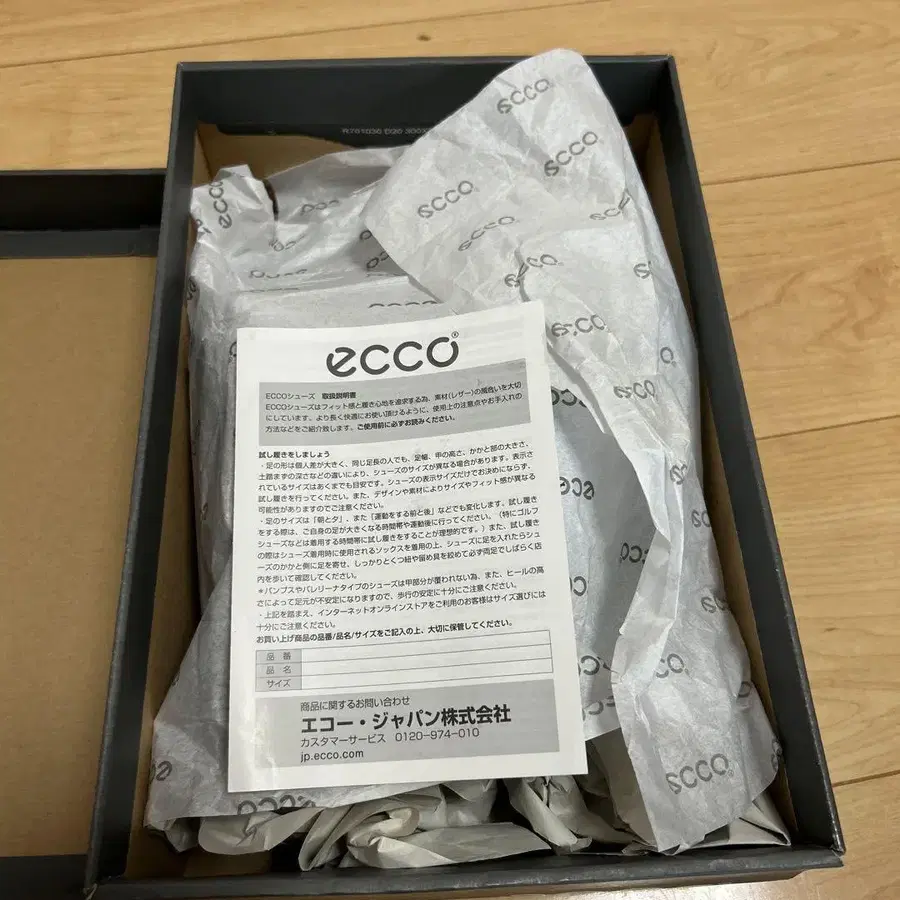 ecco
ecco
ecco
ecco
ecco
ecco
ecco
ECCOシューズ 取扱説明書
ECCOシューズはフィット感と履き心地を追求する為、素材(レザー)の風合いを大切
にしています。より長く快適にお使い頂けるように、使用上の注意点やお手入れの
方法などをご紹介致します。ご使用前に必ずお読みください。
試し履きをしましょう
・足の形は個人差が大きく、同じ足長の人でも、足幅、甲の高さ、かかと部の大きさ、
土踏まずの深さなどの違いにより、シューズのサイズが異なる場合があります。表示さ
れているサイズはあくまでも目安です。シューズの表示サイズだけでお決めにならず、
試し履きを行ってください。また、デザインや素材によりサイズやフィット感が異なる
可能性がありますのでご注意ください。
・足のサイズは「朝と夕」、また「運動をする前と後」などでも変化します。試し履き
をする際は、ご自身の足が大きくなる時間帯や運動後に行ってください。(特にゴルフ
シューズなどは着用する時間帯に試し履きをすることが理想的です。)また、試し履き
の際はシューズ着用時に使用されるソックスを着用の上、シューズに足を入れたらシュ
ーズのかかと側に足を寄せ、しっかりとくつ紐や留め具を絞めて必ず両足でしばらく店
内を歩いて確認してください。
*パンプスやバレリーナタイプのシューズは甲部分が覆われない為、また、ヒールの高
さによって足元が不安定になりますので、歩行の安定に十分にご注意ください。
・上記を踏まえ、インターネットオンラインストアをご利用のお客様はサイズ選びには
十分にご注意ください。
お買い上げ商品の品番/品名/サイズをご記入の上、大切に保管してください。
品 番
品 名
サイズ
商品に関するお問い合わせ
エコー・ジャパン株式会社
カスタマーサービス 0120-974-010
jp.ecco.com
ecco
ecco